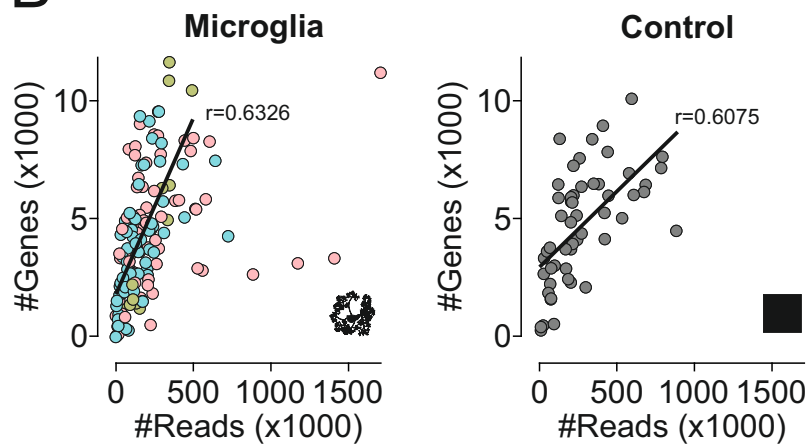 B
Microglia
#Genes (x1000)
10
5
0
r=0.6326
0 500 1000 1500
#Reads (x1000)
Control
#Genes (x1000)
10
5
0
r=0.6075
0 500 1000 1500
#Reads (x1000)